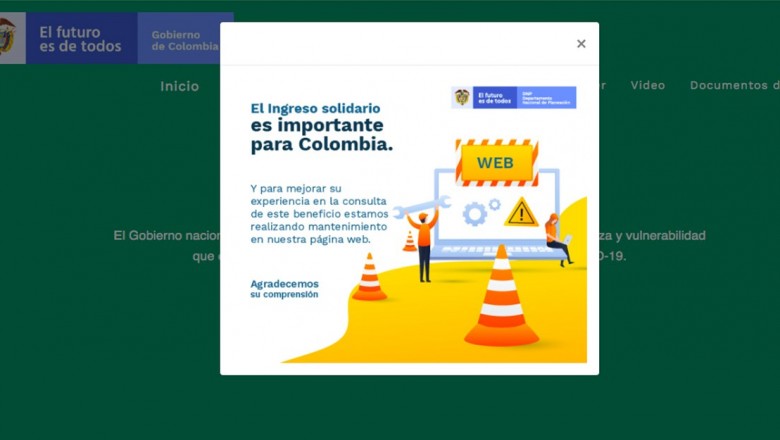 El futuro
es de todos
Gobierno
de Colombia
Inicio
Video
Documentos d
El Gobierno nacion
za y vulnerabilidad
que
-19.
×
El futuro
es de todos
DNP
Departamento
Nacional de Planeación
El Ingreso solidario
es importante
para Colombia.
Y para mejorar su
experiencia en la consulta
de este beneficio estamos
realizando mantenimiento
en nuestra página web.
Agradecemos
su comprensión
WEB